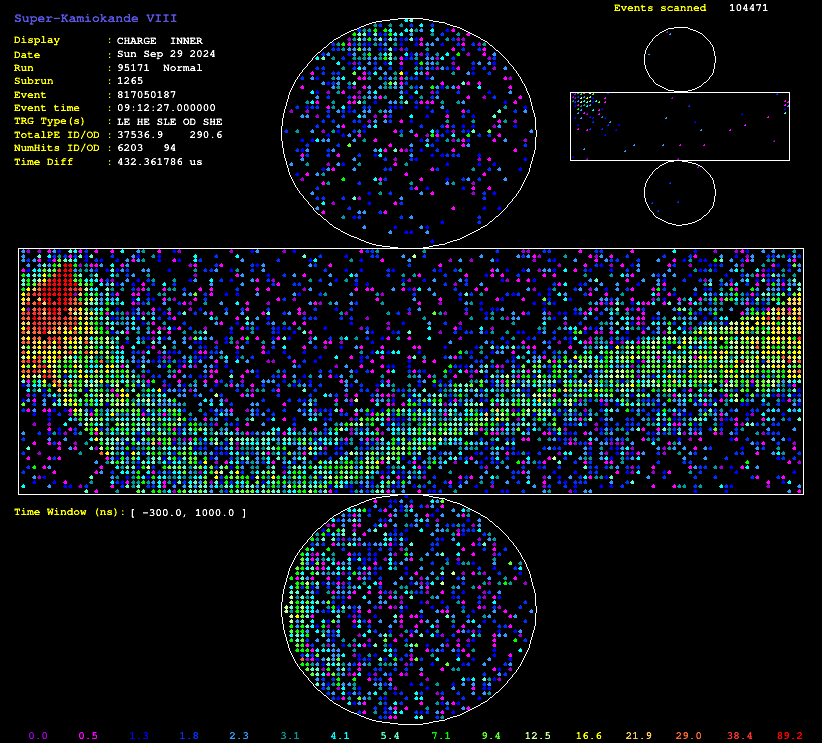 Super-Kamiokande VIII
Events scanned 104471
Display : CHARGE INNER
Date : Sun Sep 29 2024
Run : 95171 Normal
Subrun : 1265
Event : 817050187
Event time : 09:12:27.000000
TRG Type(s) : LE HE SLE OD SHE
TotalPE ID/OD : 37536.9 290.6
NumHits ID/OD : 6203 94
Time Diff : 432.361786 us
Time Window (ns): [ -300.0, 1000.0 ]
0.0 0.5 1.3 1.8 2.3 3.1 4.1 5.4 7.1 9.4 12.5 16.6 21.9 29.0 38.4 89.2